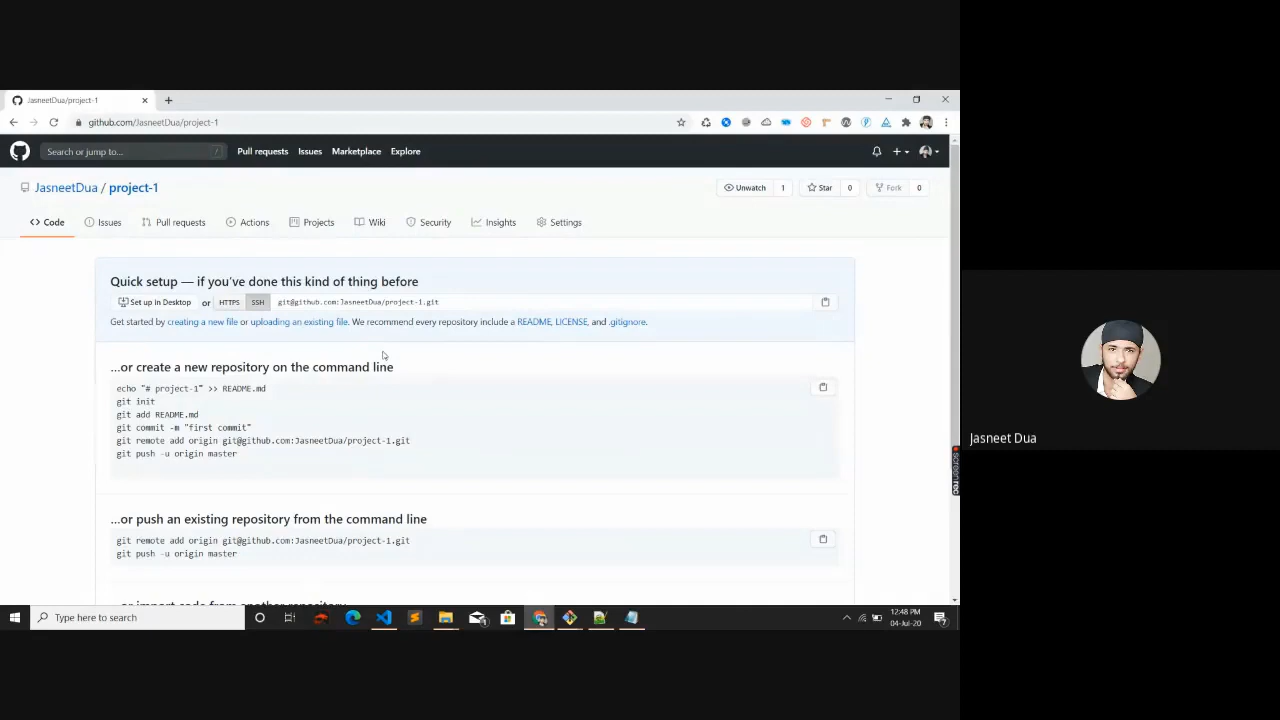 JasneetDua/project-1
github.com/JasneetDua/project-1
Search or jump to... /
Pull requests Issues Marketplace Explore
JasneetDua / project-1
Unwatch 1 Star 0 Fork 0
Code Issues Pull requests Actions Projects Wiki Security Insights Settings
Quick setup — if you've done this kind of thing before
Set up in Desktop or HTTPS SSH git@github.com:JasneetDua/project-1.git
Get started by creating a new file or uploading an existing file. We recommend every repository include a README, LICENSE, and .gitignore.
...or create a new repository on the command line
echo "# project-1" >> README.md
git init
git add README.md
git commit -m "first commit"
git remote add origin git@github.com:JasneetDua/project-1.git
git push -u origin master
...or push an existing repository from the command line
git remote add origin git@github.com:JasneetDua/project-1.git
git push -u origin master
...or import code from another repository
Type here to search
12:48 PM
04-Jul-20
screenrec
Jasneet Dua